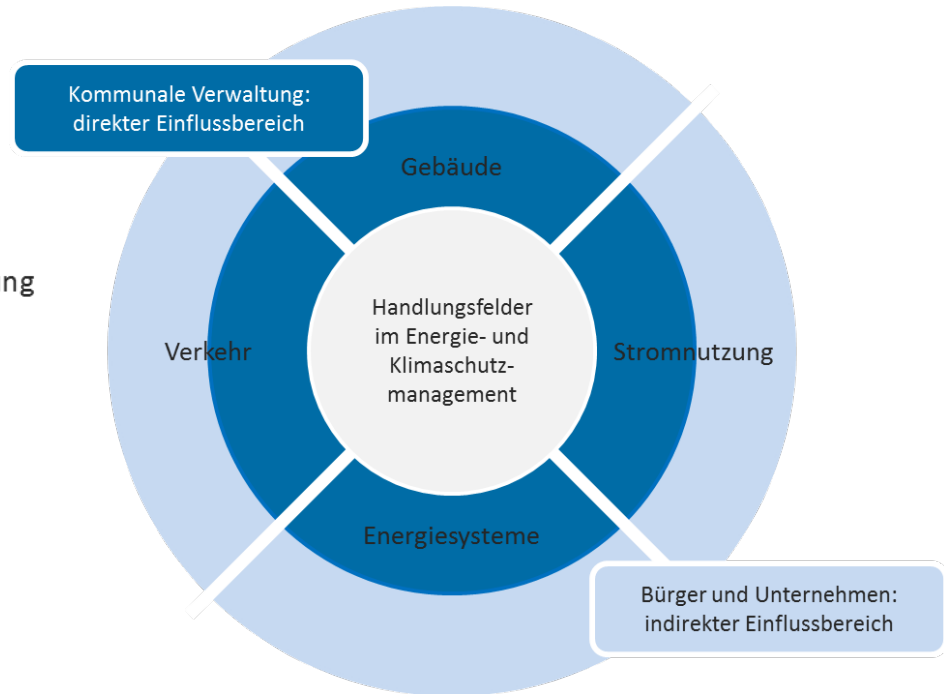 Kommunale Verwaltung:
direkter Einflussbereich
Gebäude
Verkehr
Handlungsfelder
im Energie- und
Klimaschutz-
management
Stromnutzung
Energiesysteme
Bürger und Unternehmen:
indirekter Einflussbereich